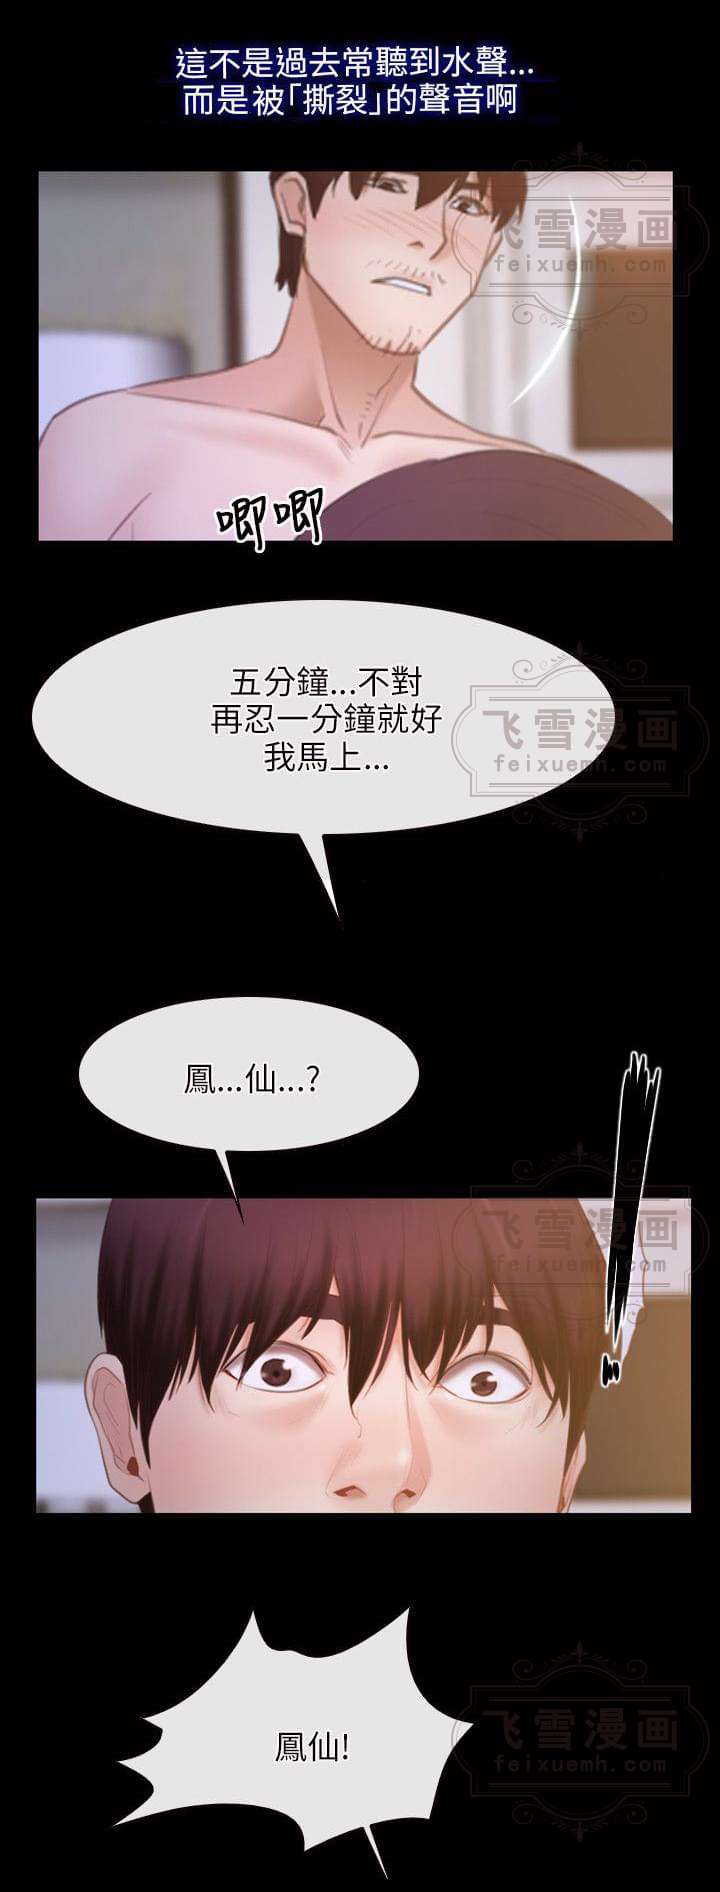 這不是過去常聽到水聲...
而是被「撕裂」的聲音啊
飞雪漫画
feixuemh.com
唧唧
五分鐘...不對
再忍一分鐘就好
我馬上...
飞雪漫画
feixuemh.com
鳳...仙...?
飞雪漫画
feixuemh.com
鳳仙!
飞雪漫画
feixuemh.com